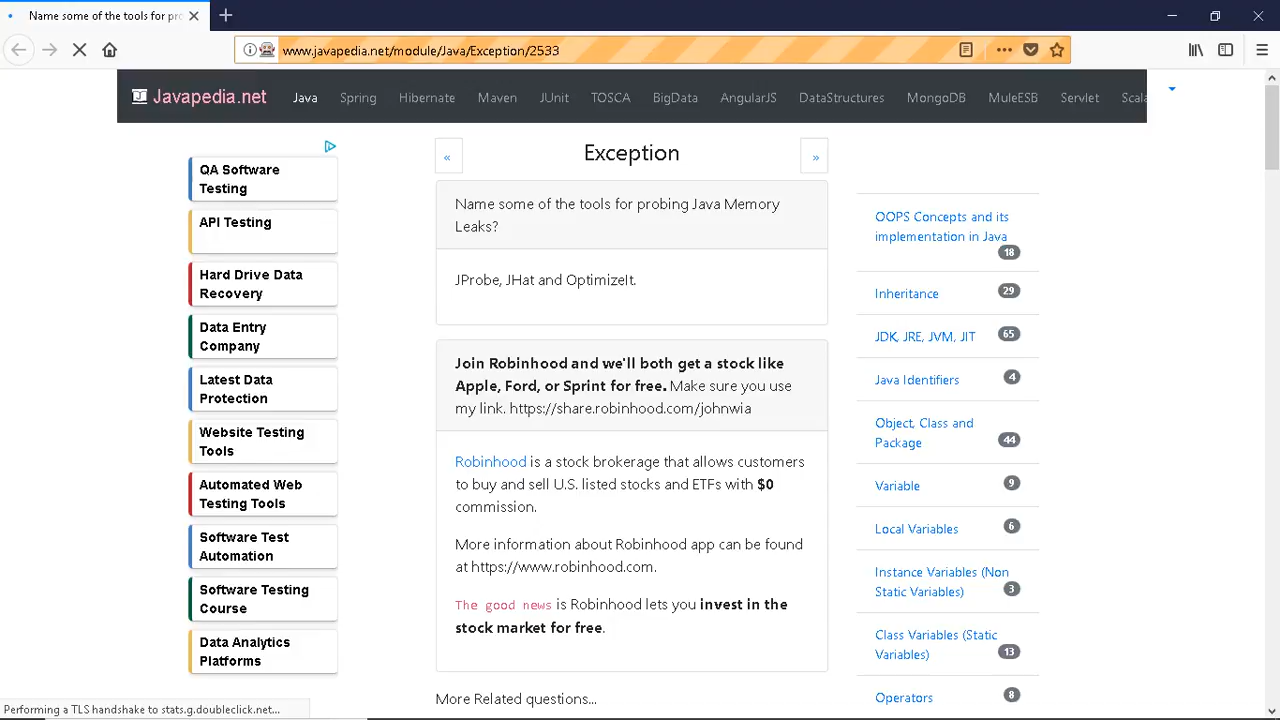 Name some of the tools for pro
www.javapedia.net/module/Java/Exception/2533
Javapedia.net Java Spring Hibernate Maven JUnit TOSCA BigData AngularJS DataStructures MongoDB MuleESB Servlet Scala
QA Software
Testing
API Testing
Hard Drive Data
Recovery
Data Entry
Company
Latest Data
Protection
Website Testing
Tools
Automated Web
Testing Tools
Software Test
Automation
Software Testing
Course
Data Analytics
Platforms
« Exception »
Name some of the tools for probing Java Memory
Leaks?
JProbe, JHat and OptimizeIt.
Join Robinhood and we'll both get a stock like
Apple, Ford, or Sprint for free. Make sure you use
my link. https://share.robinhood.com/johnwia
Robinhood is a stock brokerage that allows customers
to buy and sell U.S. listed stocks and ETFs with $0
commission.
More information about Robinhood app can be found
at https://www.robinhood.com.
The good news is Robinhood lets you invest in the
stock market for free.
More Related questions...
OOPS Concepts and its
implementation in Java
18
Inheritance 29
JDK, JRE, JVM, JIT 65
Java Identifiers 4
Object, Class and
Package 44
Variable 9
Local Variables 6
Instance Variables (Non
Static Variables) 3
Class Variables (Static
Variables) 13
Operators 8
Performing a TLS handshake to stats.g.doubleclick.net...